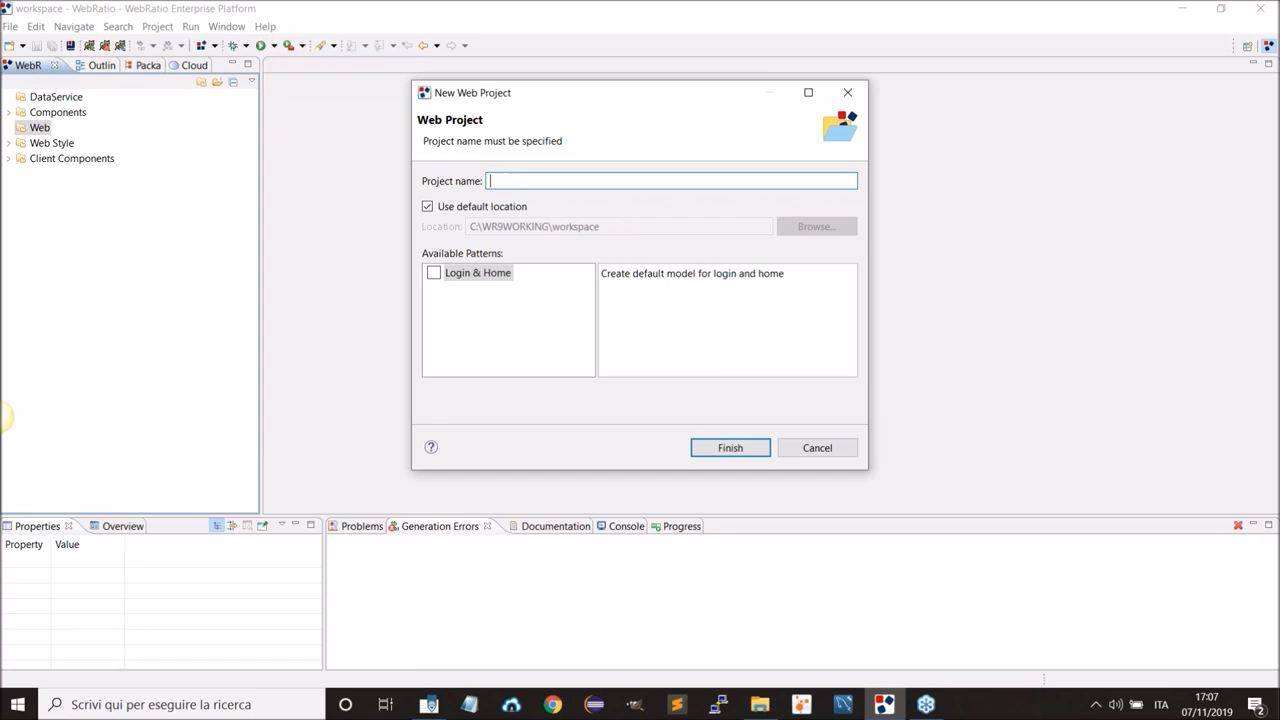 workspace - WebRatio - WebRatio Enterprise Platform
File Edit Navigate Search Project Run Window Help
WebR Outlin Packa Cloud
DataService
Components
Web
Web Style
Client Components
New Web Project
Web Project
Project name must be specified
Project name:
Use default location
Location: C:\WR9WORKING\workspace Browse...
Available Patterns:
Login & Home Create default model for login and home
Finish Cancel
Properties Overview Problems Generation Errors Documentation Console Progress
Property Value
Scrivi qui per eseguire la ricerca
ITA
17:07
07/11/2019
2